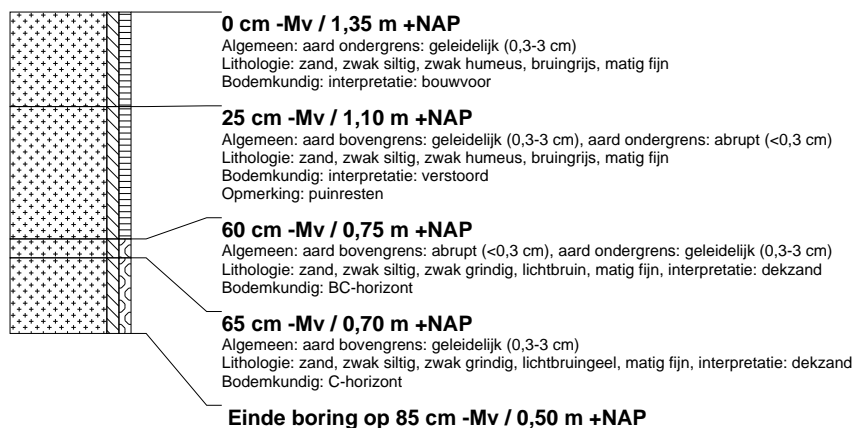 0 cm -Mv / 1,35 m +NAP
Algemeen: aard ondergrens: geleidelijk (0,3-3 cm)
Lithologie: zand, zwak siltig, zwak humeus, bruingrijs, matig fijn
Bodemkundig: interpretatie: bouwvoor
25 cm -Mv / 1,10 m +NAP
Algemeen: aard bovengrens: geleidelijk (0,3-3 cm), aard ondergrens: abrupt (<0,3 cm)
Lithologie: zand, zwak siltig, zwak humeus, bruingrijs, matig fijn
Bodemkundig: interpretatie: verstoord
Opmerking: puinresten
60 cm -Mv / 0,75 m +NAP
Algemeen: aard bovengrens: abrupt (<0,3 cm), aard ondergrens: geleidelijk (0,3-3 cm)
Lithologie: zand, zwak siltig, zwak grindig, lichtbruin, matig fijn, interpretatie: dekzand
Bodemkundig: BC-horizont
65 cm -Mv / 0,70 m +NAP
Algemeen: aard bovengrens: geleidelijk (0,3-3 cm)
Lithologie: zand, zwak siltig, zwak grindig, lichtbruingeel, matig fijn, interpretatie: dekzand
Bodemkundig: C-horizont
Einde boring op 85 cm -Mv / 0,50 m +NAP